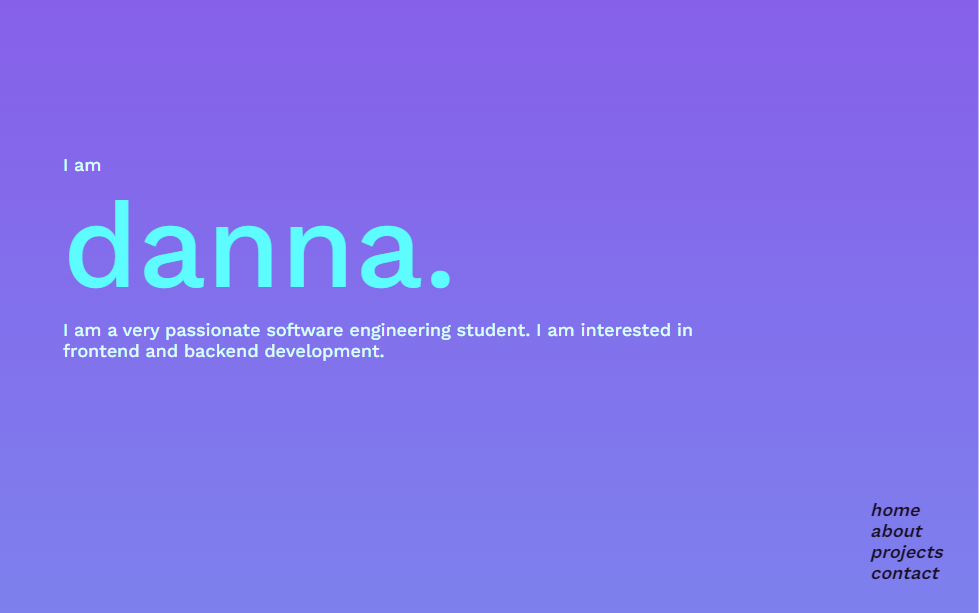 I am
danna.
I am a very passionate software engineering student. I am interested in
frontend and backend development.
home
about
projects
contact